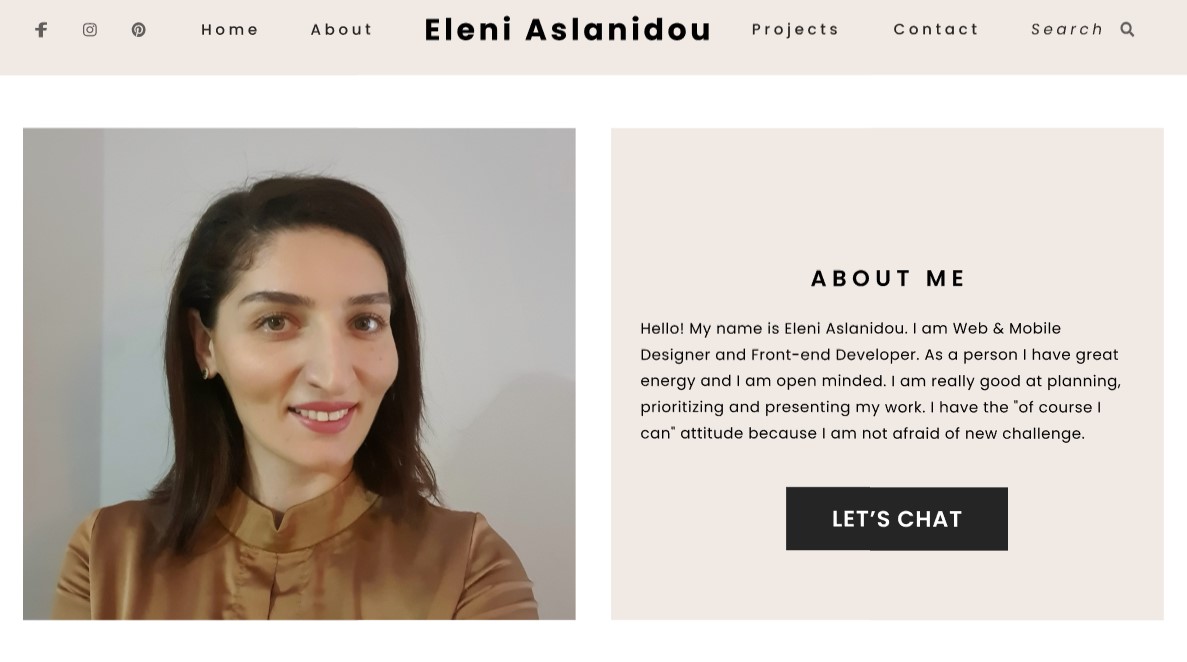 Home About Eleni Aslanidou Projects Contact Search
ABOUT ME
Hello! My name is Eleni Aslanidou. I am Web & Mobile
Designer and Front-end Developer. As a person I have great
energy and I am open minded. I am really good at planning,
prioritizing and presenting my work. I have the "of course I
can" attitude because I am not afraid of new challenge.
LET'S CHAT